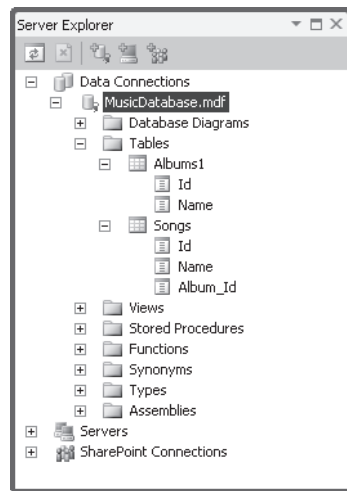 Server Explorer
Data Connections
MusicDatabase.mdf
Database Diagrams
Tables
Albums1
Id
Name
Songs
Id
Name
Album_Id
Views
Stored Procedures
Functions
Synonyms
Types
Assemblies
Servers
SharePoint Connections